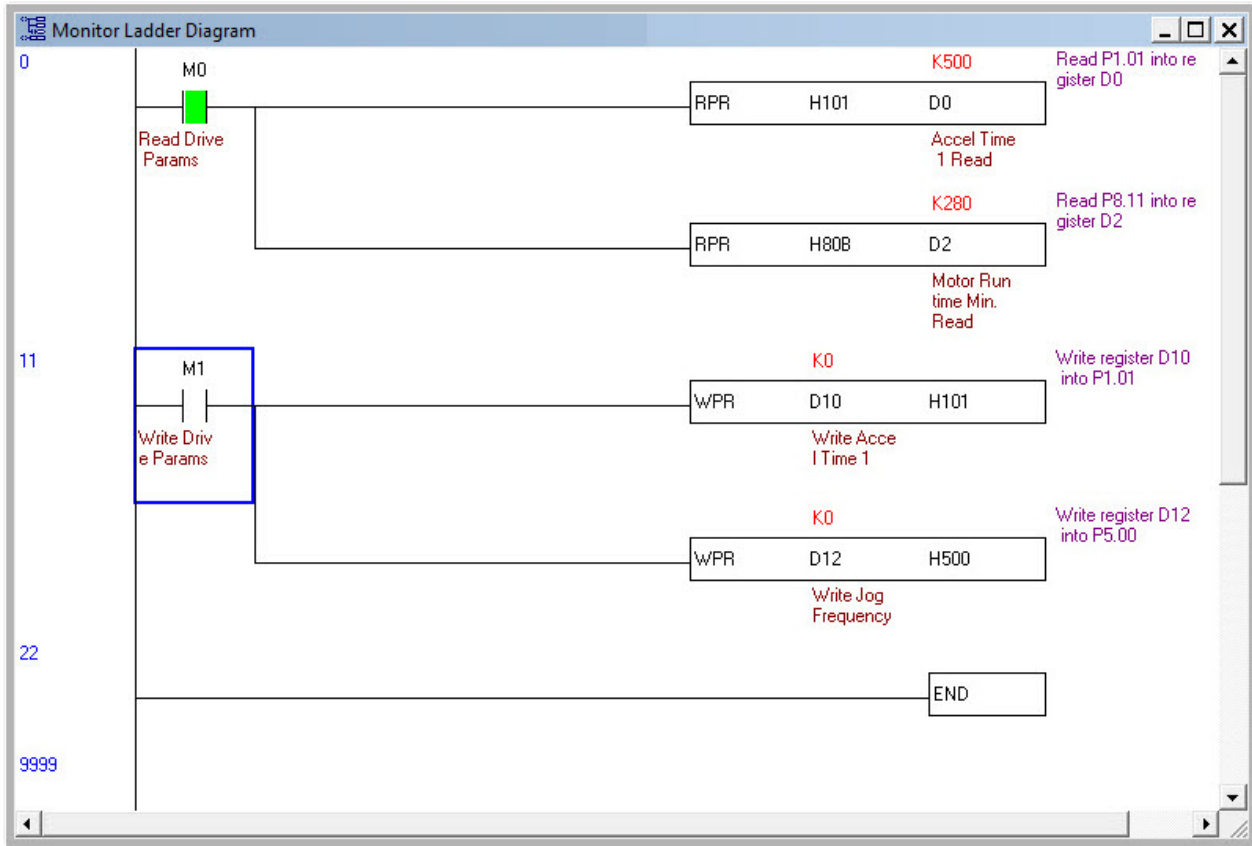 Monitor Ladder Diagram
0
M0
K500
Read P1.01 into re
gister D0
RPR H101 D0
Read Drive
Params
Accel Time
1 Read
K280
Read P8.11 into re
gister D2
RPR H80B D2
Motor Run
time Min.
Read
11
M1
K0
Write register D10
into P1.01
WPR D10 H101
Write Driv
e Params
Write Acce
l Time 1
K0
Write register D12
into P5.00
WPR D12 H500
Write Jog
Frequency
22
END
9999